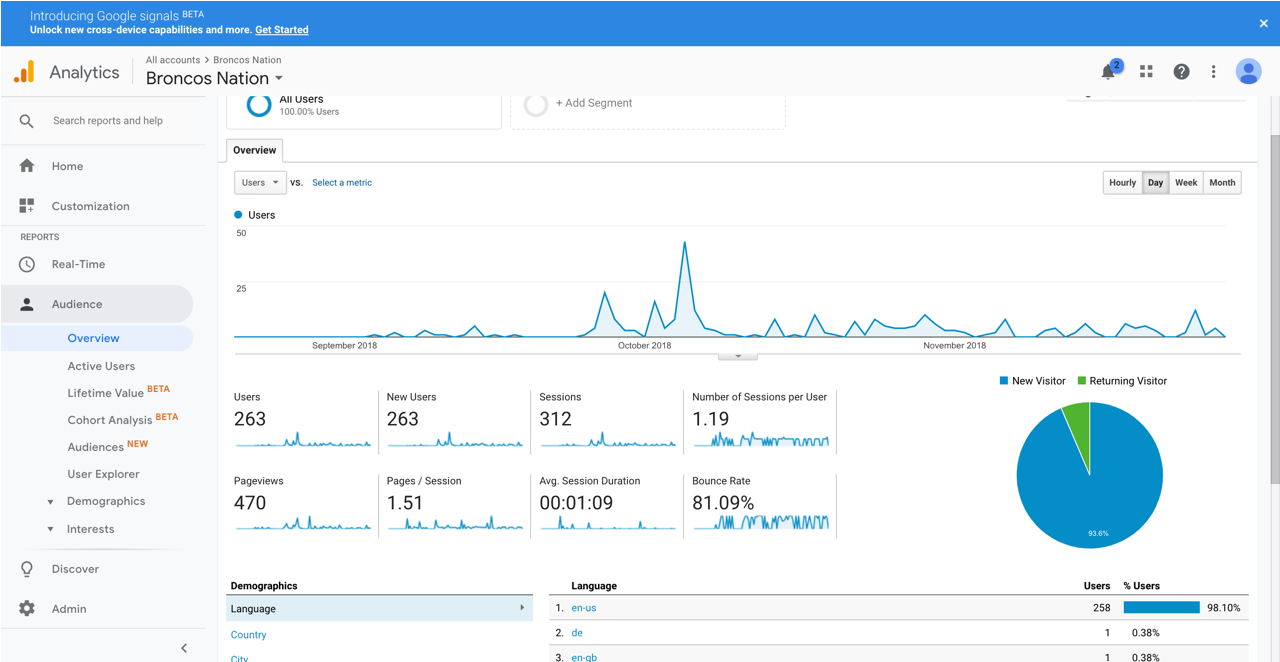 Introducing Google signals BETA
Unlock new cross-device capabilities and more. Get Started
Analytics
All accounts > Broncos Nation
Broncos Nation
2
Search reports and help
Home
Customization
REPORTS
Real-Time
Audience
Overview
Active Users
Lifetime Value BETA
Cohort Analysis BETA
Audiences NEW
User Explorer
Demographics
Interests
Discover
Admin
All Users
100.00% Users
+ Add Segment
Overview
Users vs. Select a metric
Hourly Day Week Month
Users
50
25
September 2018 October 2018 November 2018
New Visitor Returning Visitor
Users
263
New Users
263
Sessions
312
Number of Sessions per User
1.19
Pageviews
470
Pages / Session
1.51
Avg. Session Duration
00:01:09
Bounce Rate
81.09%
93.6%
Demographics
Language
Country
City
Language Users % Users
1. en-us 258 98.10%
2. de 1 0.38%
3. en-gb 1 0.38%